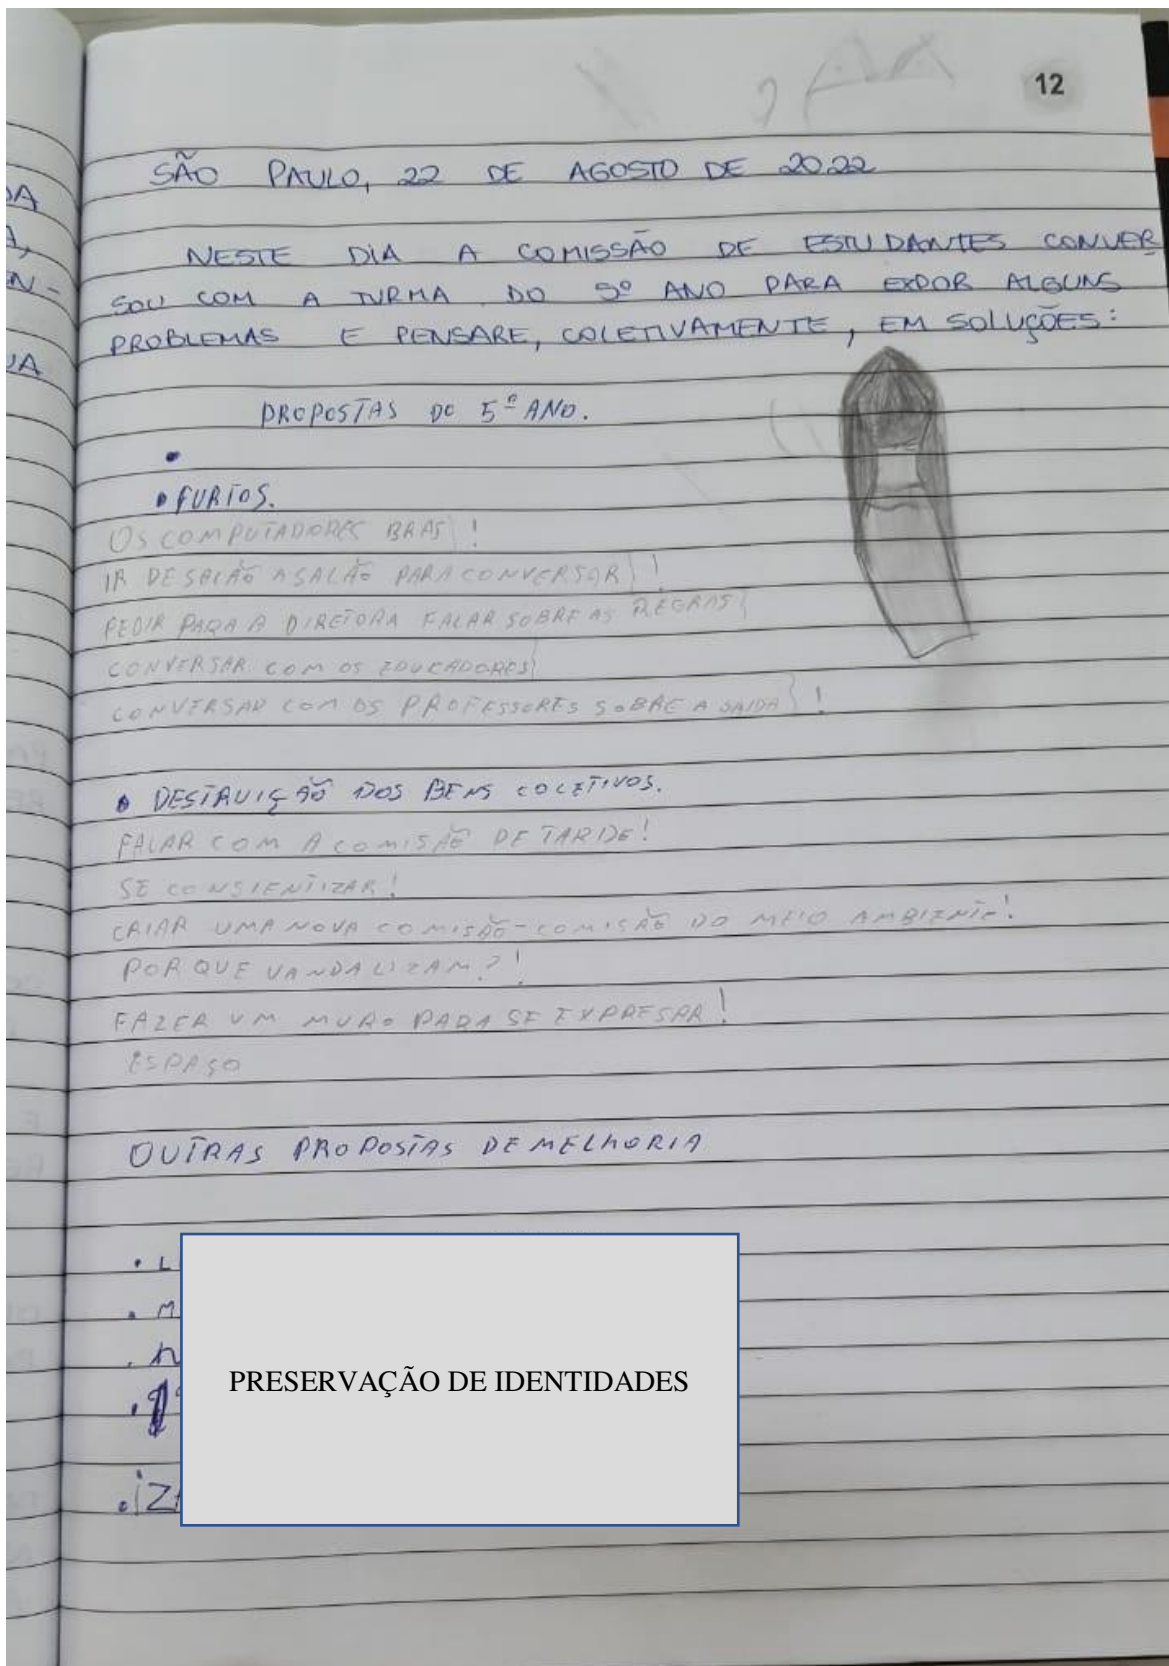 12
SÃO PAULO, 22 DE AGOSTO DE 2022
NESTE DIA A COMISSÃO DE ESTUDANTES CONVER
SOU COM A TURMA DO 5º ANO PARA EXPOR ALGUNS
PROBLEMAS E PENSARE, COLETIVAMENTE, EM SOLUÇÕES:
PROPOSTAS DO 5º ANO.
• FURTOS.
OS COMPUTADORES !
IR DE SALÃO A SALÃO PARA CONVERSAR !
PEDIR PARA A DIRETORA FALAR SOBRE AS REGRAS
CONVERSAR COM OS EDUCADORES
CONVERSAR COM OS PROFESSORES SOBRE A SAIDA !
• DESTRUIÇÃO DOS BENS COLETIVOS.
FALAR COM A COMISÃO DE TARDE!
SE CONSIENTIZAR!
CRIAR UMA NOVA COMISÃO-COMISÃO DO MEIO AMBIENTE!
POR QUE VANDALIZAM?!
FAZER UM MURO PARA SE EXPRESAR!
ESPAÇO
OUTRAS PROPOSTAS DE MELHORIA
• L
• M
PRESERVAÇÃO DE IDENTIDADES